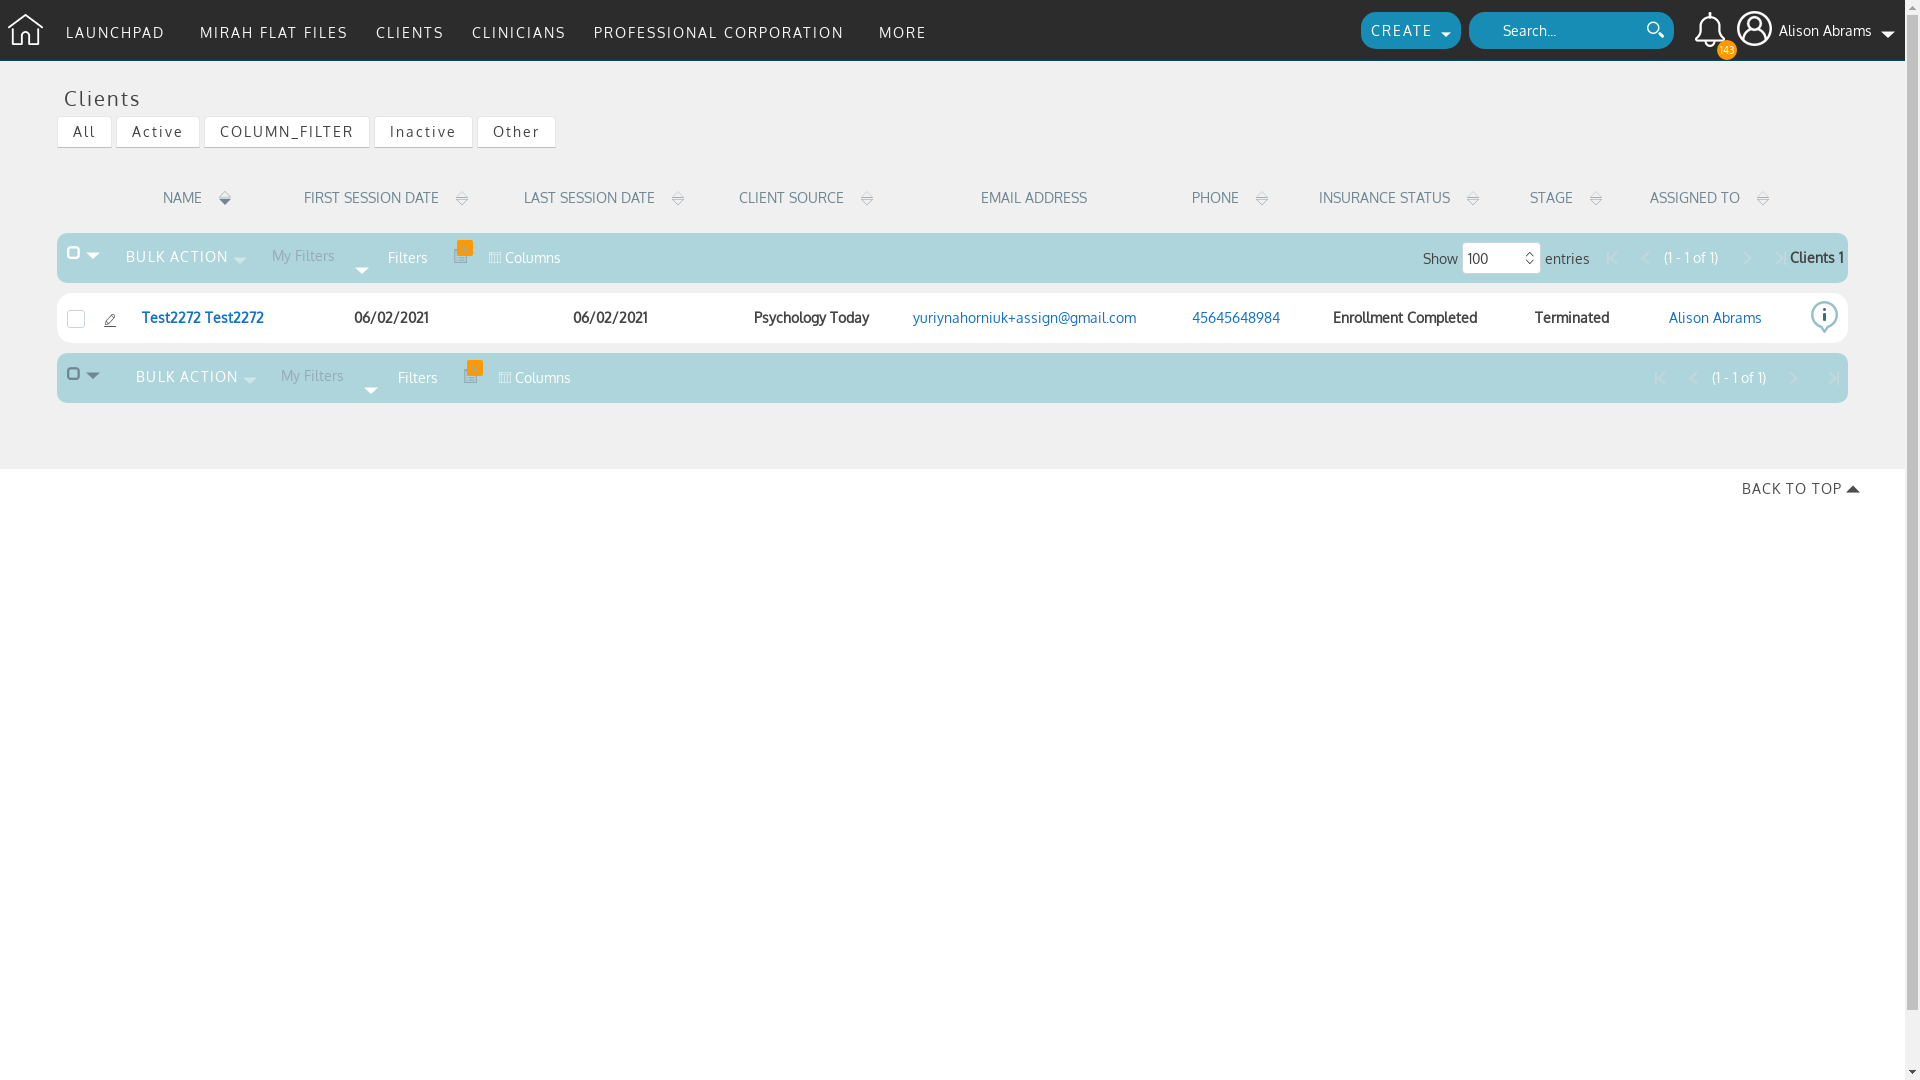 LAUNCHPAD MIRAH FLAT FILES CLIENTS CLINICIANS PROFESSIONAL CORPORATION MORE CREATE Search... 143 Alison Abrams
Clients
All Active COLUMN_FILTER Inactive Other
NAME FIRST SESSION DATE LAST SESSION DATE CLIENT SOURCE EMAIL ADDRESS PHONE INSURANCE STATUS STAGE ASSIGNED TO
BULK ACTION My Filters Filters Columns Show 100 entries (1 - 1 of 1) Clients 1
Test2272 Test2272 06/02/2021 06/02/2021 Psychology Today yuriynahorniuk+assign@gmail.com 45645648984 Enrollment Completed Terminated Alison Abrams
BULK ACTION My Filters Filters Columns (1 - 1 of 1)
BACK TO TOP